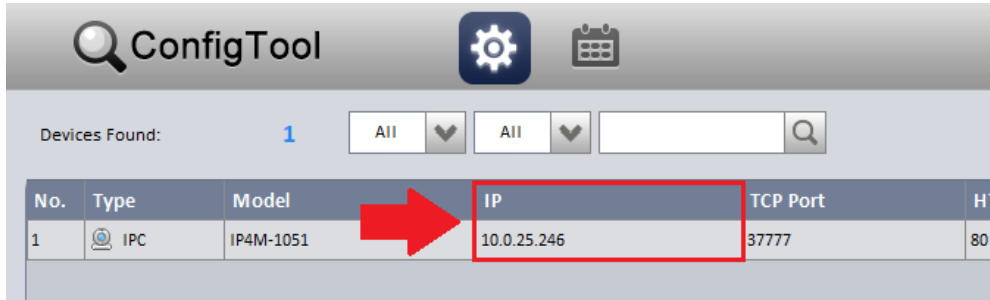 ConfigTool
Devices Found: 1 All All
No. Type Model IP TCP Port
1 IPC IP4M-1051 10.0.25.246 37777 80